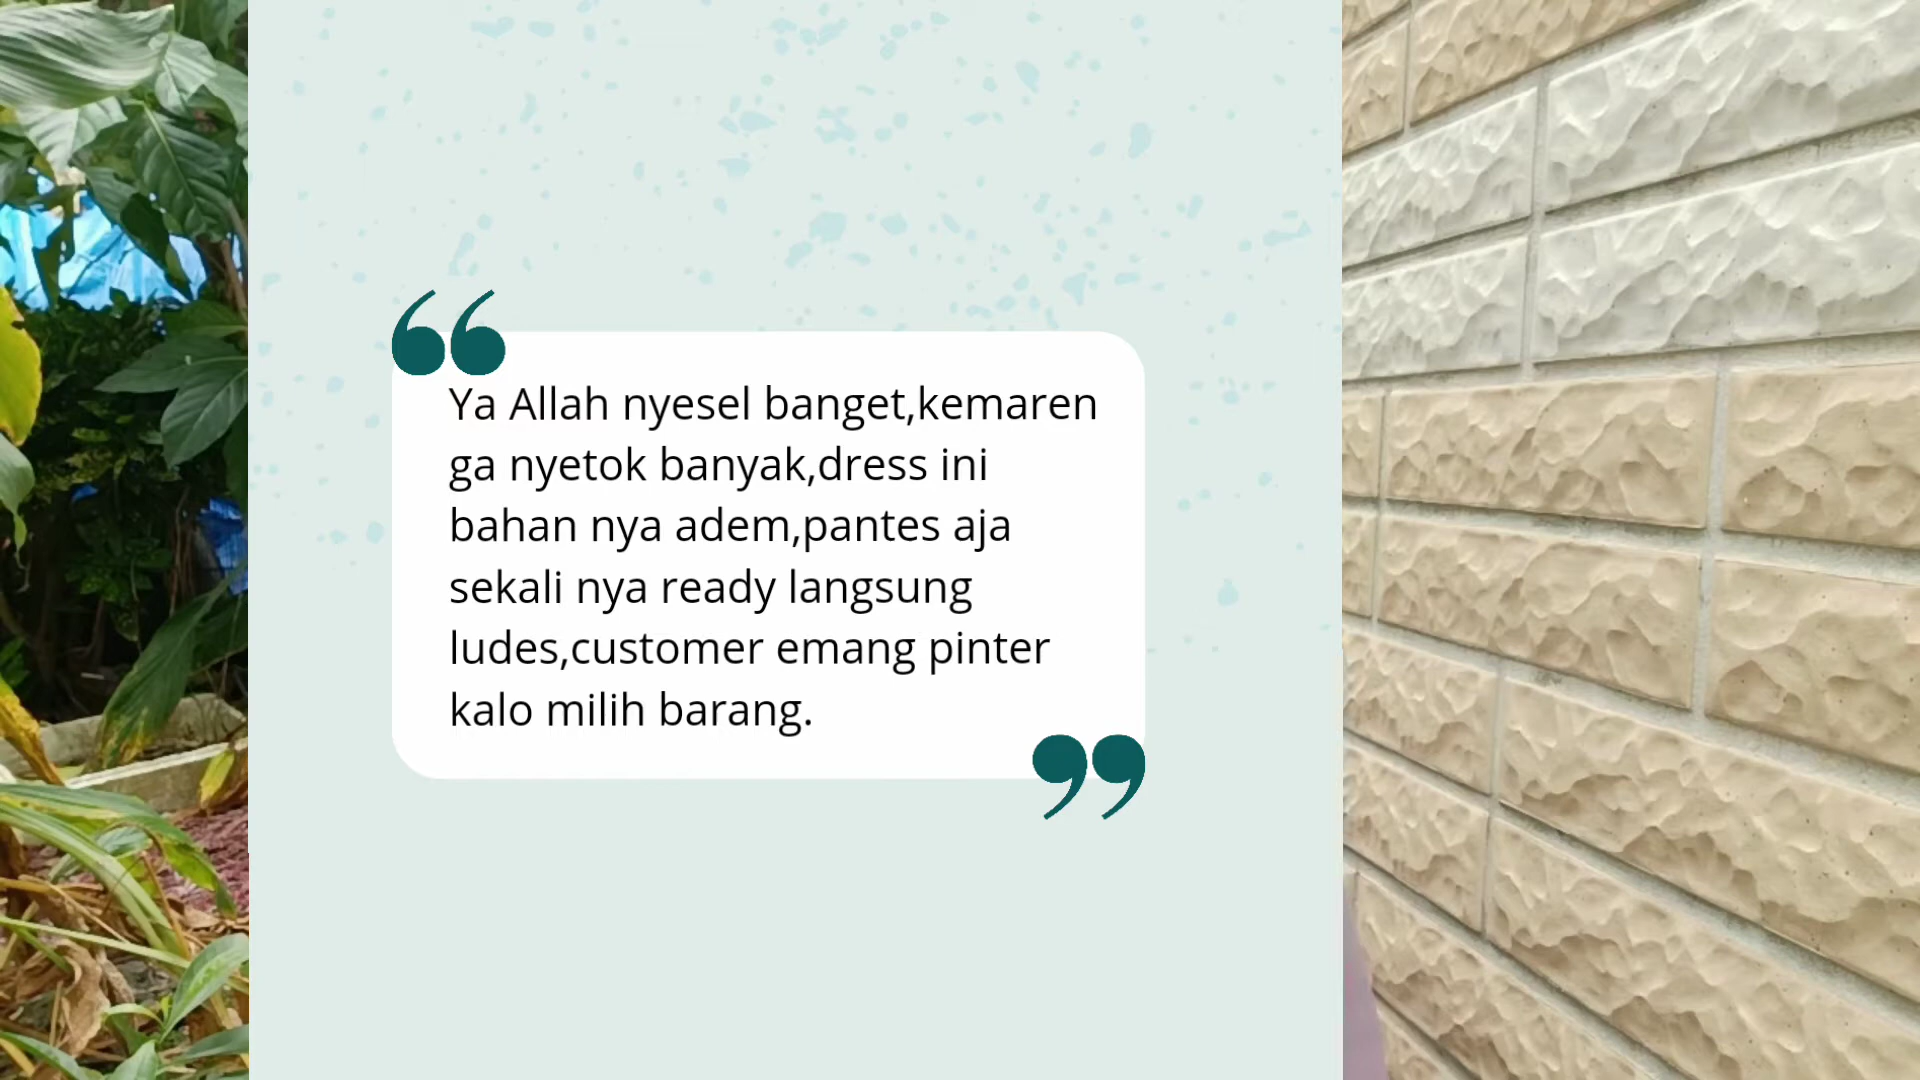 Ya Allah nyesel banget,kemaren
ga nyetok banyak,dress ini
bahan nya adem,pantes aja
sekali nya ready langsung
ludes,customer emang pinter
kalo milih barang.